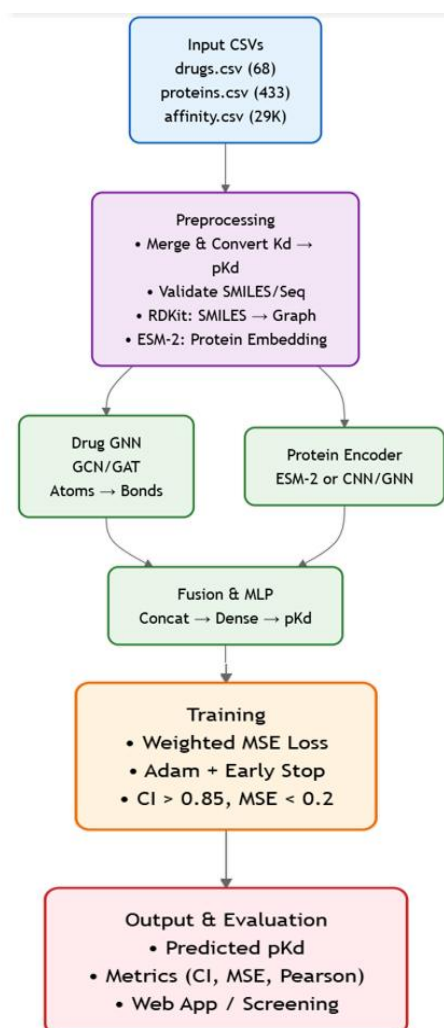 Input CSVs
drugs.csv (68)
proteins.csv (433)
affinity.csv (29K)
Preprocessing
• Merge & Convert Kd →
pKd
• Validate SMILES/Seq
• RDKit: SMILES → Graph
• ESM-2: Protein Embedding
Drug GNN
GCN/GAT
Atoms → Bonds
Protein Encoder
ESM-2 or CNN/GNN
Fusion & MLP
Concat → Dense → pKd
Training
• Weighted MSE Loss
• Adam + Early Stop
• CI > 0.85, MSE < 0.2
Output & Evaluation
• Predicted pKd
• Metrics (CI, MSE, Pearson)
• Web App / Screening